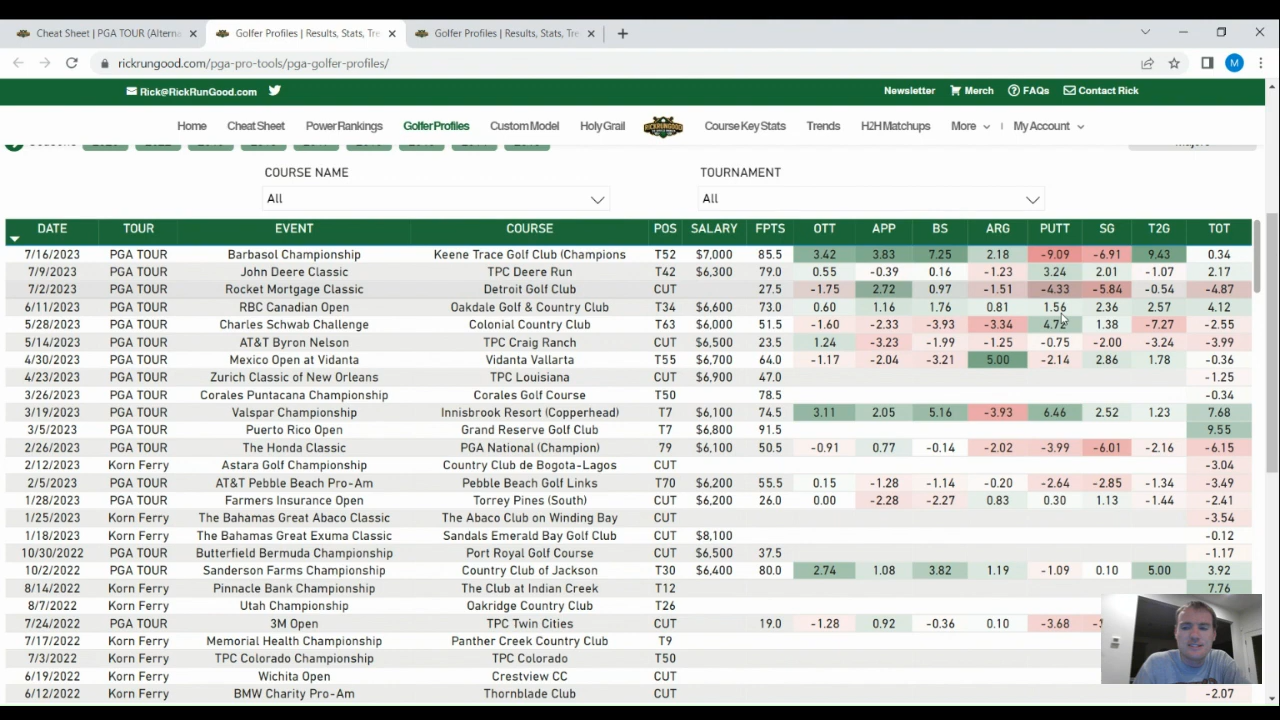 Cheat Sheet | PGA TOUR (Alterna
Golfer Profiles | Results, Stats, Tre
Golfer Profiles | Results, Stats, Tre
rickrungood.com/pga-pro-tools/pga-golfer-profiles/
M
Rick@RickRunGood.com
Newsletter Merch FAQs Contact Rick
Home Cheat Sheet Power Rankings Golfer Profiles Custom Model Holy Grail RICKRUNGOOD Course Key Stats Trends H2H Matchups More My Account
COURSE NAME TOURNAMENT
All All
DATE TOUR EVENT COURSE POS SALARY FPTS OTT APP BS ARG PUTT SG T2G TOT
7/16/2023 PGA TOUR Barbasol Championship Keene Trace Golf Club (Champions T52 $7,000 85.5 3.42 3.83 7.25 2.18 -9.09 -6.91 9.43 0.34
7/9/2023 PGA TOUR John Deere Classic TPC Deere Run T42 $6,300 79.0 0.55 -0.39 0.16 -1.23 3.24 2.01 -1.07 2.17
7/2/2023 PGA TOUR Rocket Mortgage Classic Detroit Golf Club CUT 27.5 -1.75 2.72 0.97 -1.51 -4.33 -5.84 -0.54 -4.87
6/11/2023 PGA TOUR RBC Canadian Open Oakdale Golf & Country Club T34 $6,600 73.0 0.60 1.16 1.76 0.81 1.56 2.36 2.57 4.12
5/28/2023 PGA TOUR Charles Schwab Challenge Colonial Country Club T63 $6,000 51.5 -1.60 -2.33 -3.93 -3.34 4.72 1.38 -7.27 -2.55
5/14/2023 PGA TOUR AT&T Byron Nelson TPC Craig Ranch CUT $6,500 23.5 1.24 -3.23 -1.99 -1.25 -0.75 -2.00 -3.24 -3.99
4/30/2023 PGA TOUR Mexico Open at Vidanta Vidanta Vallarta T55 $6,700 64.0 -1.17 -2.04 -3.21 5.00 -2.14 2.86 1.78 -0.36
4/23/2023 PGA TOUR Zurich Classic of New Orleans TPC Louisiana CUT $6,900 47.0 -1.25
3/26/2023 PGA TOUR Corales Puntacana Championship Corales Golf Course T50 78.5 -0.34
3/19/2023 PGA TOUR Valspar Championship Innisbrook Resort (Copperhead) T7 $6,100 74.5 3.11 2.05 5.16 -3.93 6.46 2.52 1.23 7.68
3/5/2023 PGA TOUR Puerto Rico Open Grand Reserve Golf Club T7 $6,800 91.5 9.55
2/26/2023 PGA TOUR The Honda Classic PGA National (Champion) 79 $6,100 50.5 -0.91 0.77 -0.14 -2.02 -3.99 -6.01 -2.16 -6.15
2/12/2023 Korn Ferry Astara Golf Championship Country Club de Bogota-Lagos CUT -3.04
2/5/2023 PGA TOUR AT&T Pebble Beach Pro-Am Pebble Beach Golf Links T70 $6,200 55.5 0.15 -1.28 -1.14 -0.20 -2.64 -2.85 -1.34 -3.49
1/28/2023 PGA TOUR Farmers Insurance Open Torrey Pines (South) CUT $6,200 26.0 0.00 -2.28 -2.27 0.83 0.30 1.13 -1.44 -2.41
1/25/2023 Korn Ferry The Bahamas Great Abaco Classic The Abaco Club on Winding Bay CUT -3.54
1/18/2023 Korn Ferry The Bahamas Great Exuma Classic Sandals Emerald Bay Golf Club CUT $8,100 -0.12
10/30/2022 PGA TOUR Butterfield Bermuda Championship Port Royal Golf Course CUT $6,500 37.5 -1.17
10/2/2022 PGA TOUR Sanderson Farms Championship Country Club of Jackson T30 $6,400 80.0 2.74 1.08 3.82 1.19 -1.09 0.10 5.00 3.92
8/14/2022 Korn Ferry Pinnacle Bank Championship The Club at Indian Creek T12 7.76
8/7/2022 Korn Ferry Utah Championship Oakridge Country Club T26
7/24/2022 PGA TOUR 3M Open TPC Twin Cities CUT 19.0 -1.28 0.92 -0.36 0.10 -3.68
7/17/2022 Korn Ferry Memorial Health Championship Panther Creek Country Club T9
7/3/2022 Korn Ferry TPC Colorado Championship TPC Colorado T50
6/19/2022 Korn Ferry Wichita Open Crestview CC CUT
6/12/2022 Korn Ferry BMW Charity Pro-Am Thornblade Club CUT -2.07